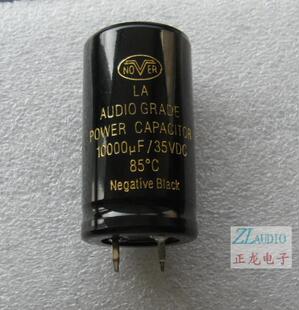 NOVER
LA
AUDIO GRADE
POWER CAPACITOR
10000µF/35VDC
85°C
Negative Black
ZLAUDIO
正龙电子